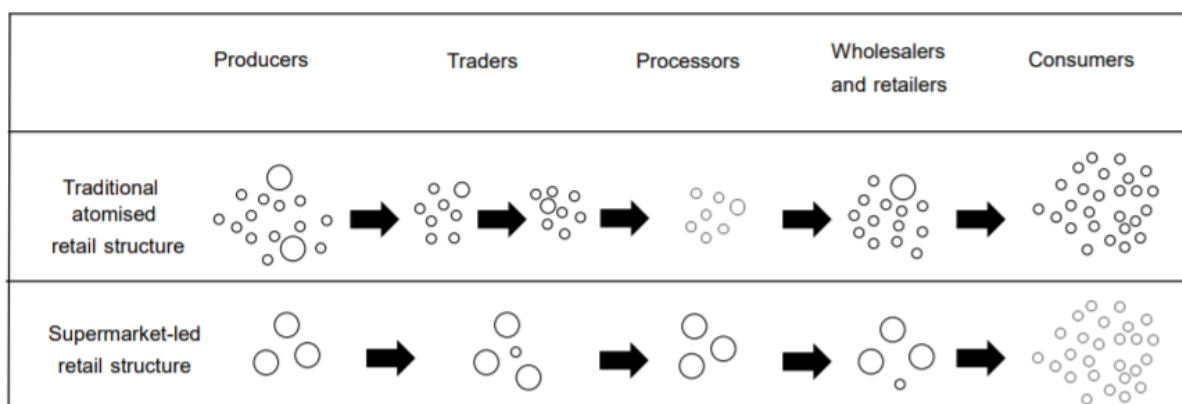 Producers
Traders
Processors
Wholesalers
and retailers
Consumers
Traditional
atomised
retail structure
Supermarket-led
retail structure